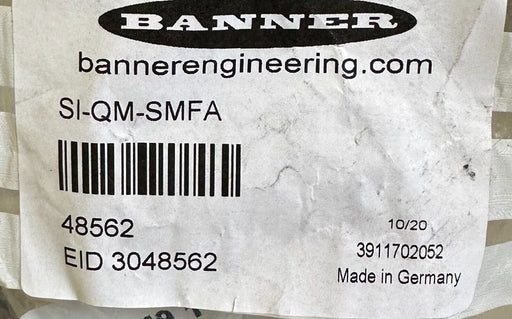 BANNER
bannerengineering.com
SI-QM-SMFA
48562
EID 3048562
10/20
3911702052
Made in Germany